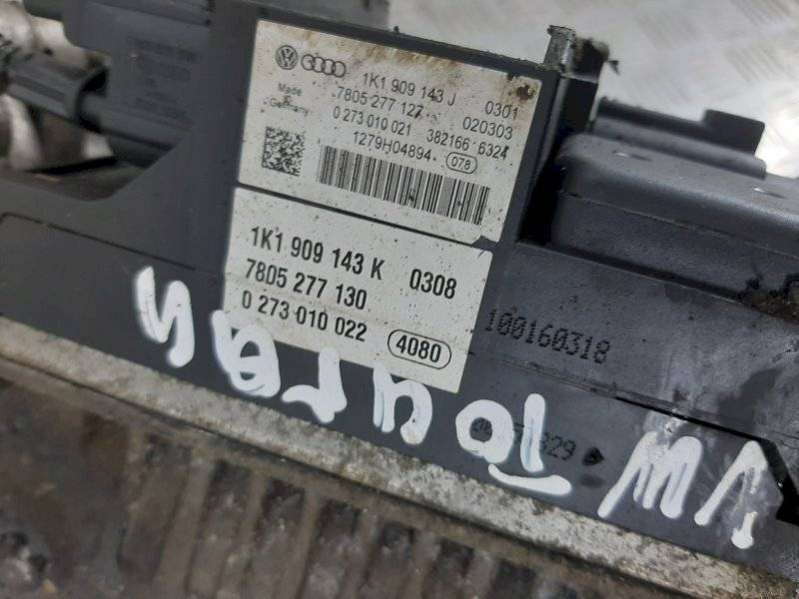 1K1 909 143 J 0301
7805 277 127 020303
Made in Germany
0 273 010 021 382166 6324
1279H04894 078
1K1 909 143 K 0308
7805 277 130
0 273 010 022 4080
100160318
VW Touran